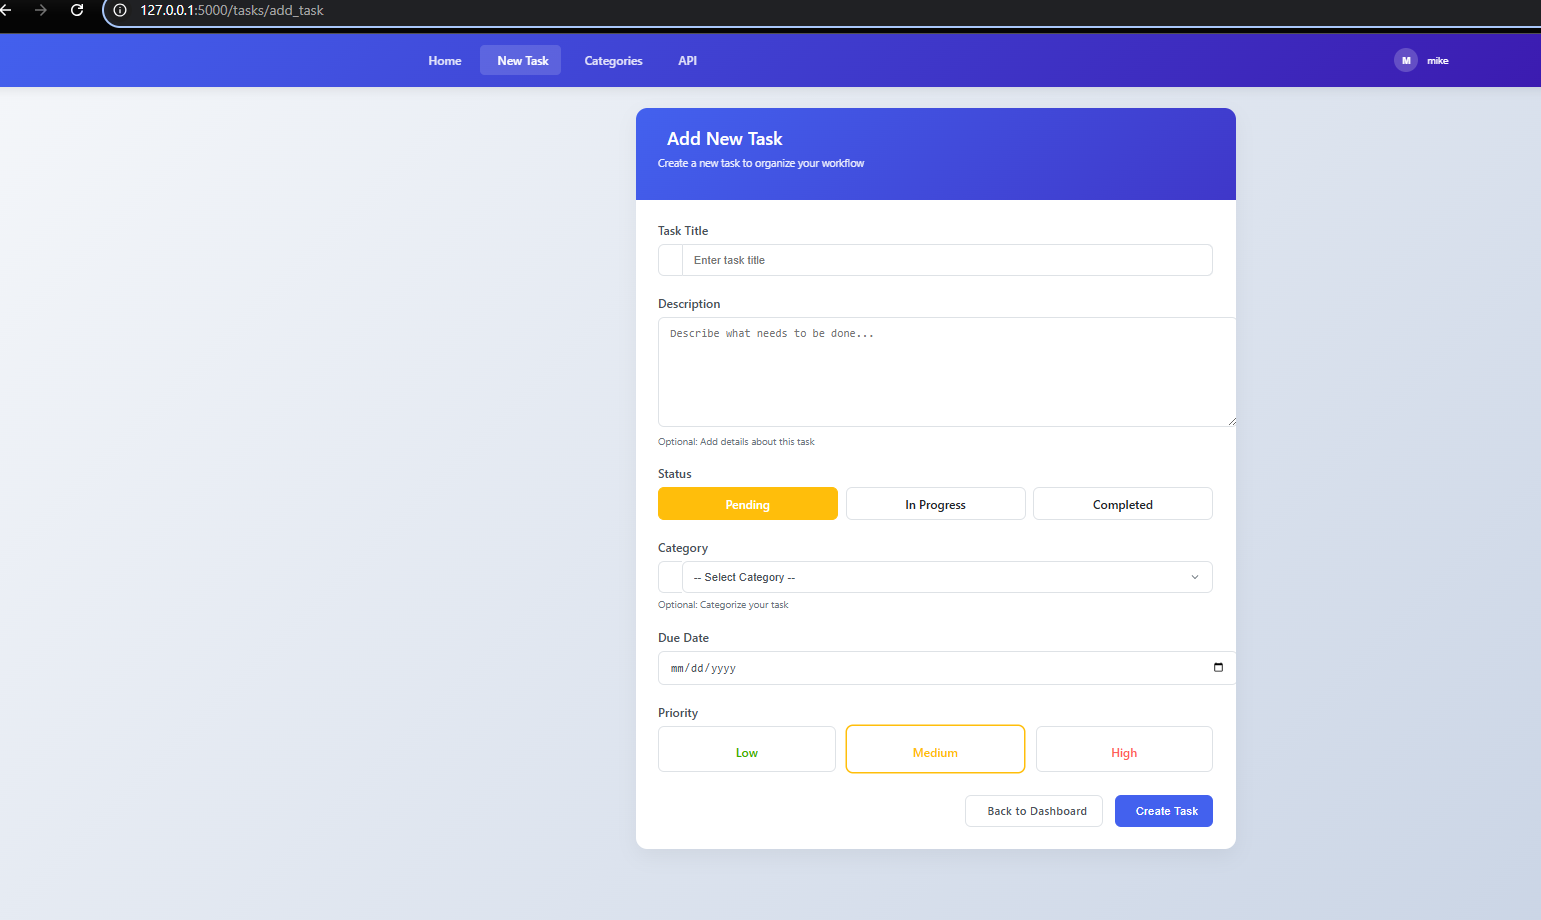 127.0.0.1:5000/tasks/add_task
Home New Task Categories API M mike
Add New Task
Create a new task to organize your workflow
Task Title
Enter task title
Description
Describe what needs to be done...
Optional: Add details about this task
Status
Pending In Progress Completed
Category
-- Select Category --
Optional: Categorize your task
Due Date
mm/dd/yyyy
Priority
Low Medium High
Back to Dashboard Create Task